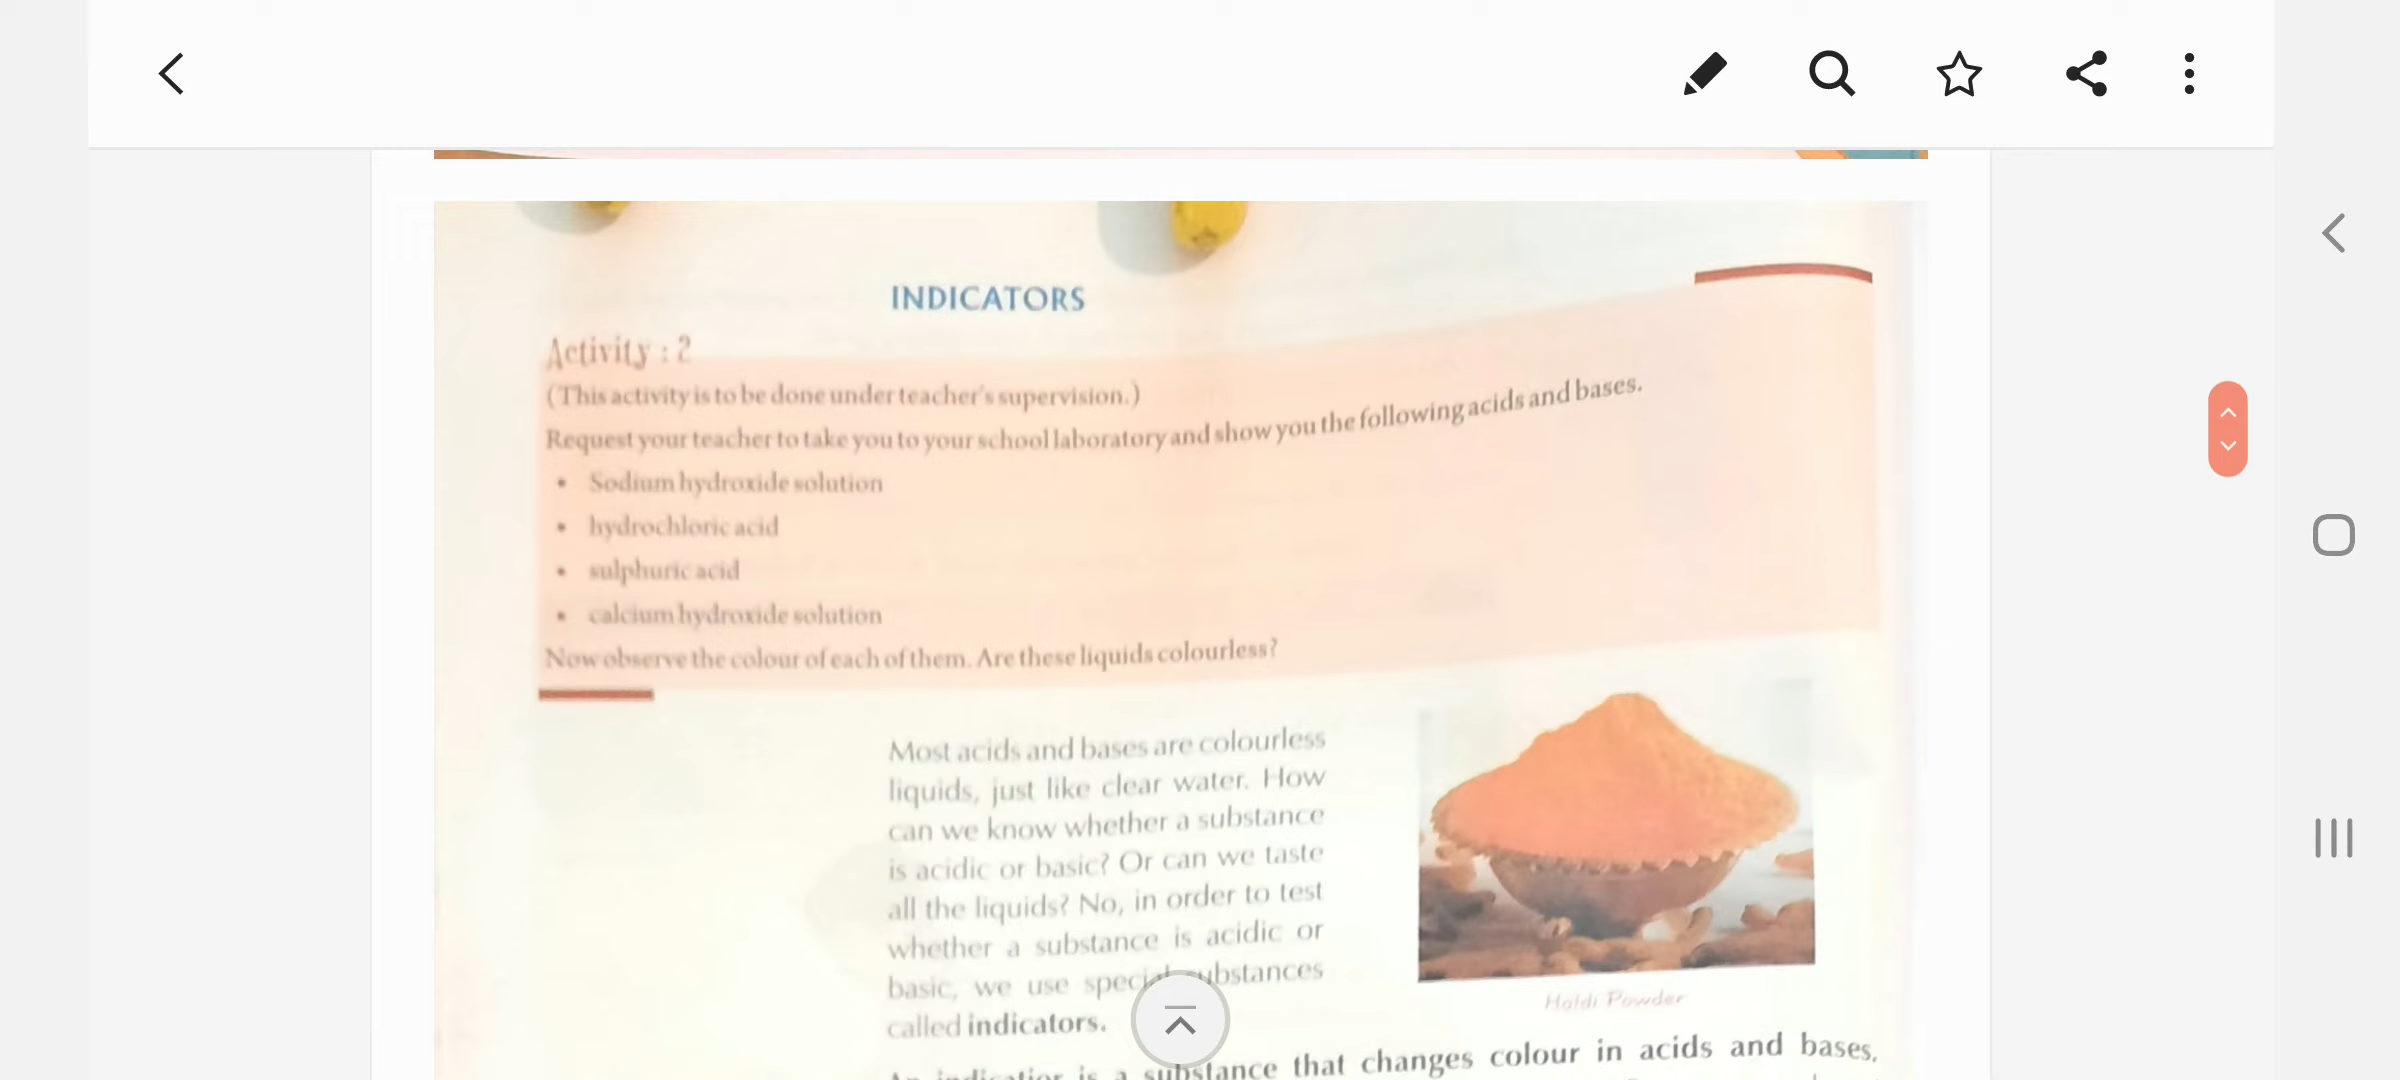 INDICATORS
Activity : 2
(This activity is to be done under teacher's supervision.)
Request your teacher to take you to your school laboratory and show you the following acids and bases.
• Sodium hydroxide solution
• hydrochloric acid
• sulphuric acid
• calcium hydroxide solution
Now observe the colour of each of them. Are these liquids colourless?
Most acids and bases are colourless
liquids, just like clear water. How
can we know whether a substance
is acidic or basic? Or can we taste
all the liquids? No, in order to test
whether a substance is acidic or
basic, we use special substances
called indicators.
Haldi Powder
is a substance that changes colour in acids and bases,